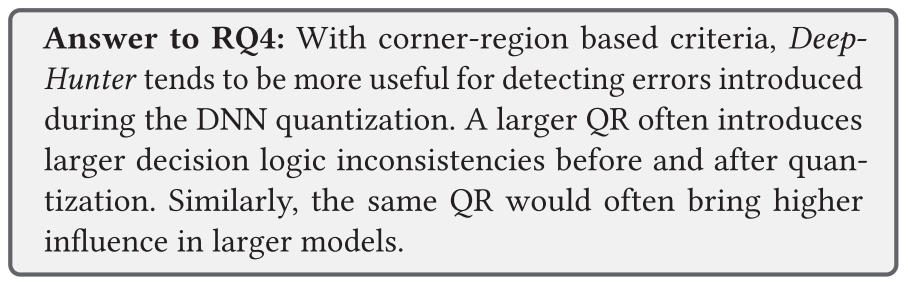 Answer to RQ4: With corner-region based criteria, Deep-
Hunter tends to be more useful for detecting errors introduced
during the DNN quantization. A larger QR often introduces
larger decision logic inconsistencies before and after quan-
tization. Similarly, the same QR would often bring higher
influence in larger models.